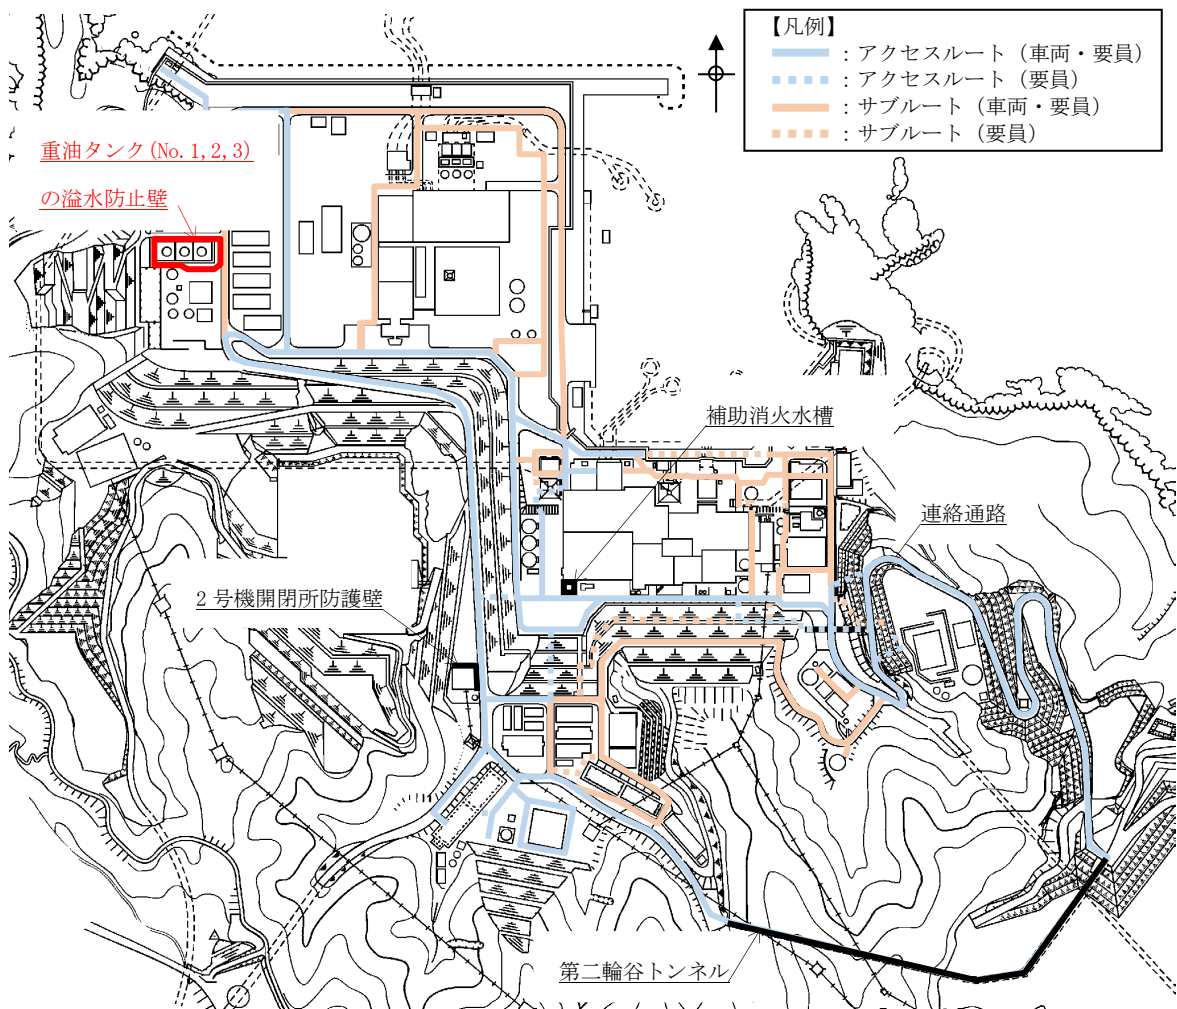 【凡例】
：アクセスルート（車両・要員）
：アクセスルート（要員）
：サブルート（車両・要員）
：サブルート（要員）
重油タンク(No. 1, 2, 3)
の溢水防止壁
補助消火水槽
連絡通路
２号機開閉所防護壁
第二輪谷トンネル